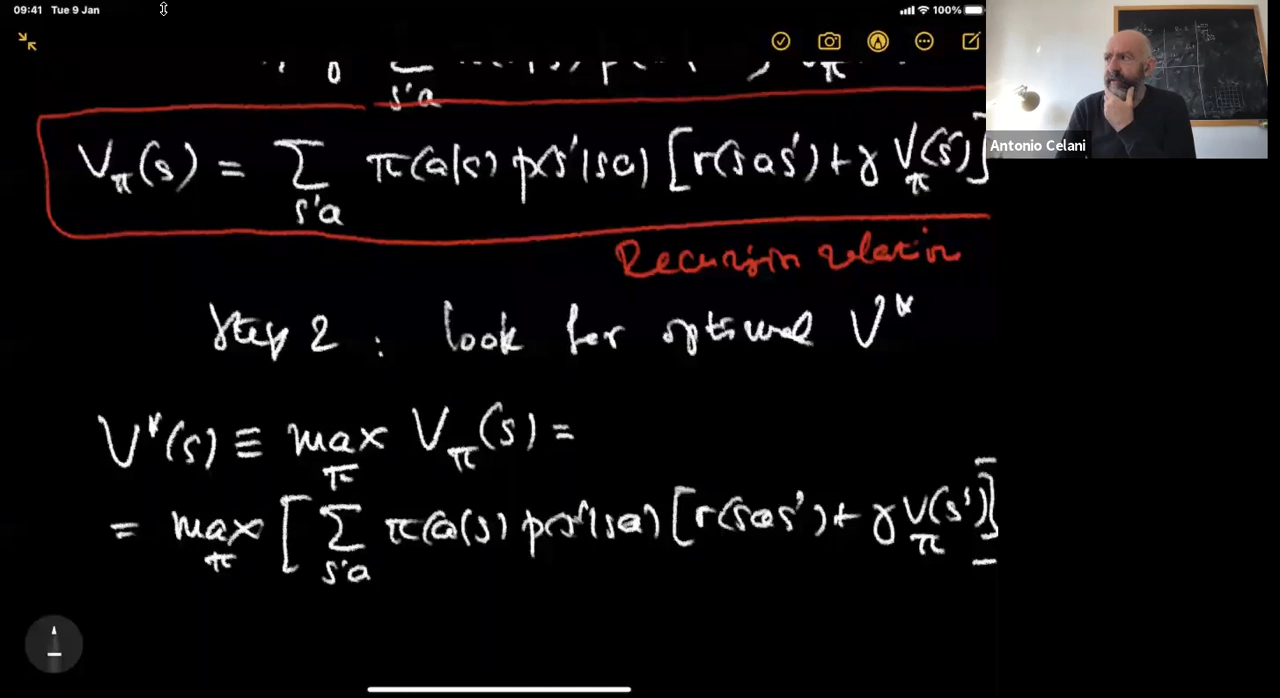 09:41 Tue 9 Jan 100%
s'a π
V_π(s) = Σ_{s'a} π(a|s) p(s'|sa) [r(sas') + γ V_π(s')]
Antonio Celani
Recursion relation
Step 2 : look for optimal V*
V*(s) ≡ max_π V_π(s) =
= max_π [ Σ_{s'a} π(a|s) p(s'|sa) [r(sas') + γ V_π(s')]]